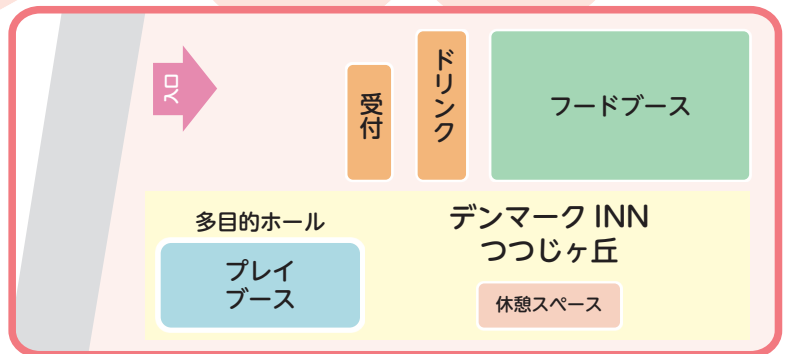 入口
受付
ドリンク
フードブース
多目的ホール
プレイ
ブース
デンマーク INN
つつじヶ丘
休憩スペース